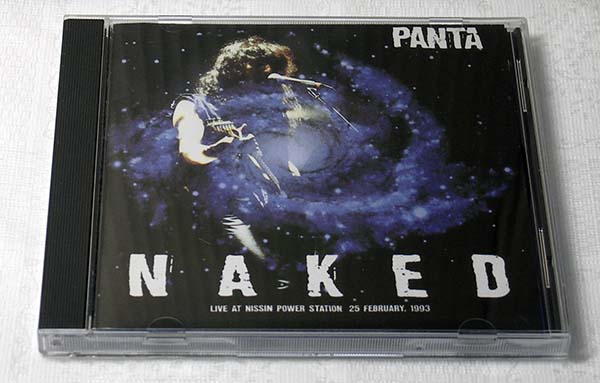 PANTA
NAKED
LIVE AT NISSIN POWER STATION 25 FEBRUARY, 1993